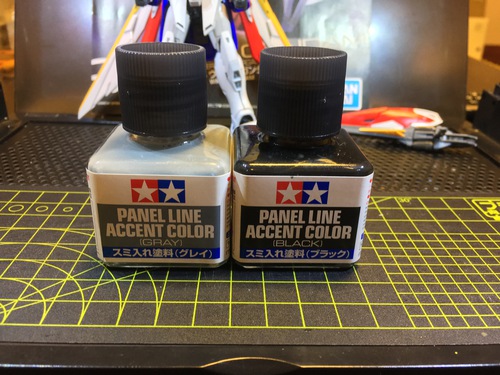 PANEL LINE
ACCENT COLOR
(GRAY)
スミ入れ塗料(グレイ)
PANEL LINE
ACCENT COLOR
(BLACK)
スミ入れ塗料(ブラック)